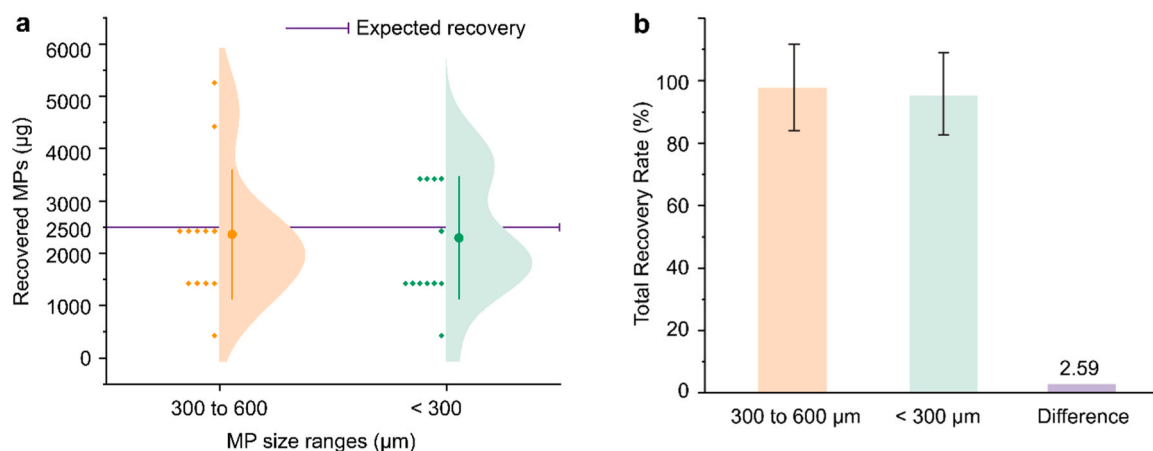 a
Expected recovery
Recovered MPs (µg)
6000
5000
4000
3000
2500
2000
1000
0
300 to 600
< 300
MP size ranges (µm)
b
Total Recovery Rate (%)
100
80
60
40
20
0
2.59
300 to 600 µm
< 300 µm
Difference